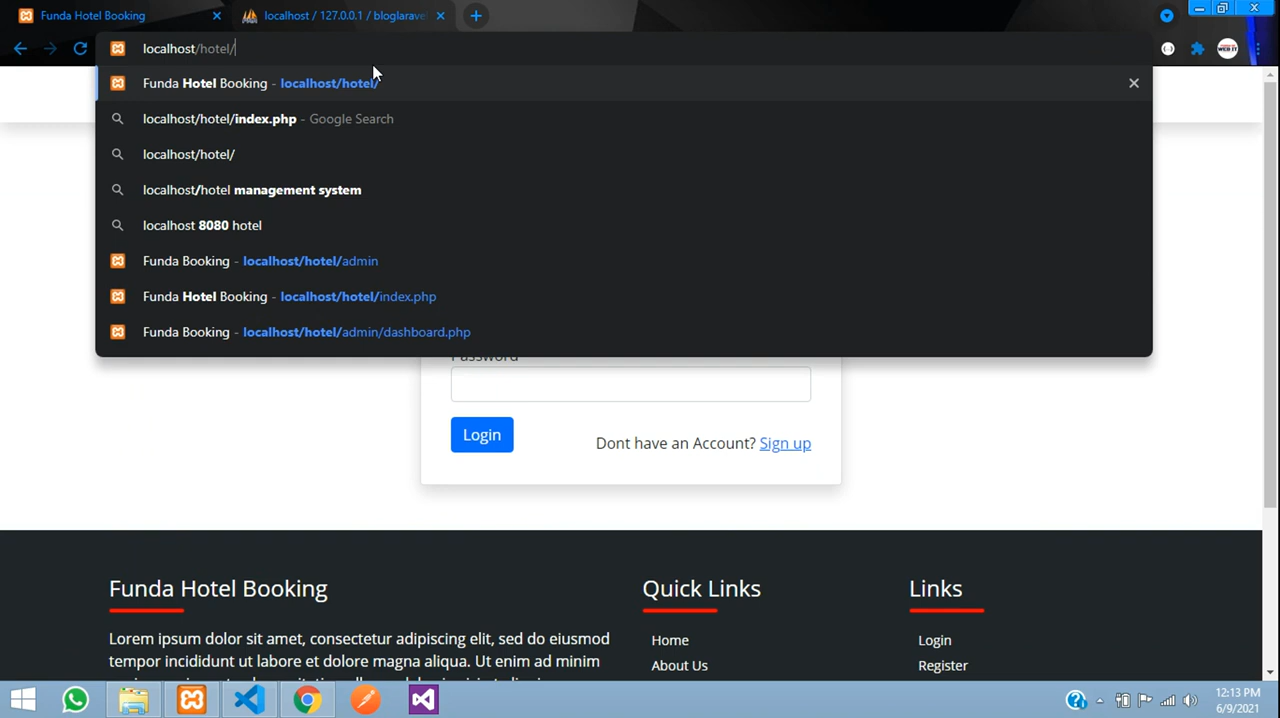 Funda Hotel Booking
localhost / 127.0.0.1 / bloglarave
localhost/hotel/
Funda Hotel Booking - localhost/hotel/
localhost/hotel/index.php - Google Search
localhost/hotel/
localhost/hotel management system
localhost 8080 hotel
Funda Booking - localhost/hotel/admin
Funda Hotel Booking - localhost/hotel/index.php
Funda Booking - localhost/hotel/admin/dashboard.php
Password
Login
Dont have an Account? Sign up
Funda Hotel Booking
Quick Links
Links
Lorem ipsum dolor sit amet, consectetur adipiscing elit, sed do eiusmod
tempor incididunt ut labore et dolore magna aliqua. Ut enim ad minim
Home
About Us
Login
Register
12:13 PM
6/9/2021